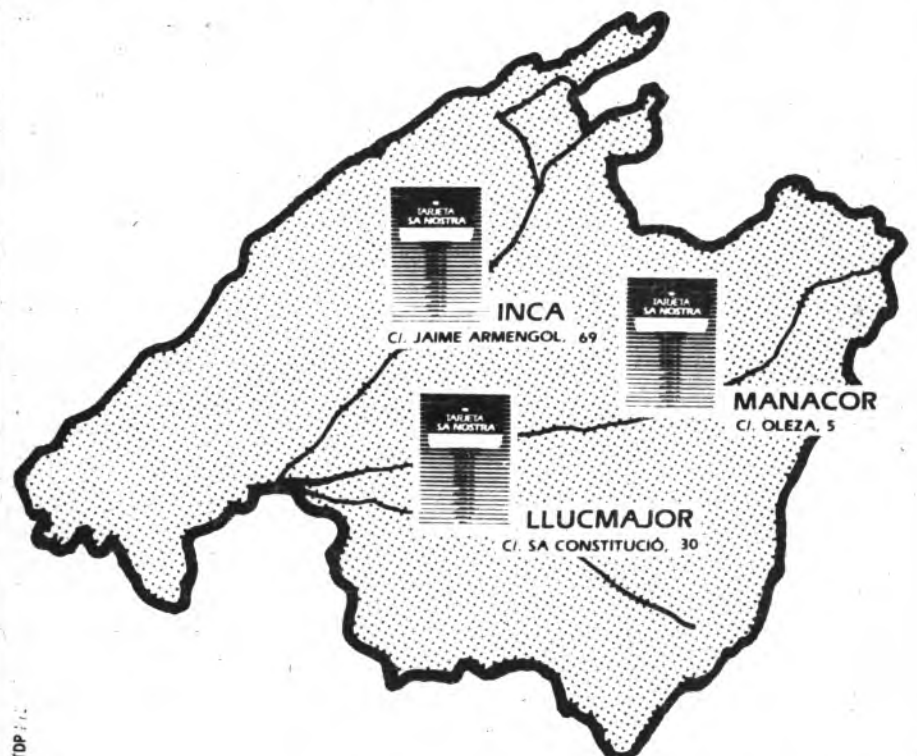 TARJETA
SA NOSTRA
INCA
C/. JAIME ARMENGOL, 69
TARJETA
SA NOSTRA
MANACOR
C/. OLEZA, 5
TARJETA
SA NOSTRA
LLUCMAJOR
C/. SA CONSTITUCIÓ, 30